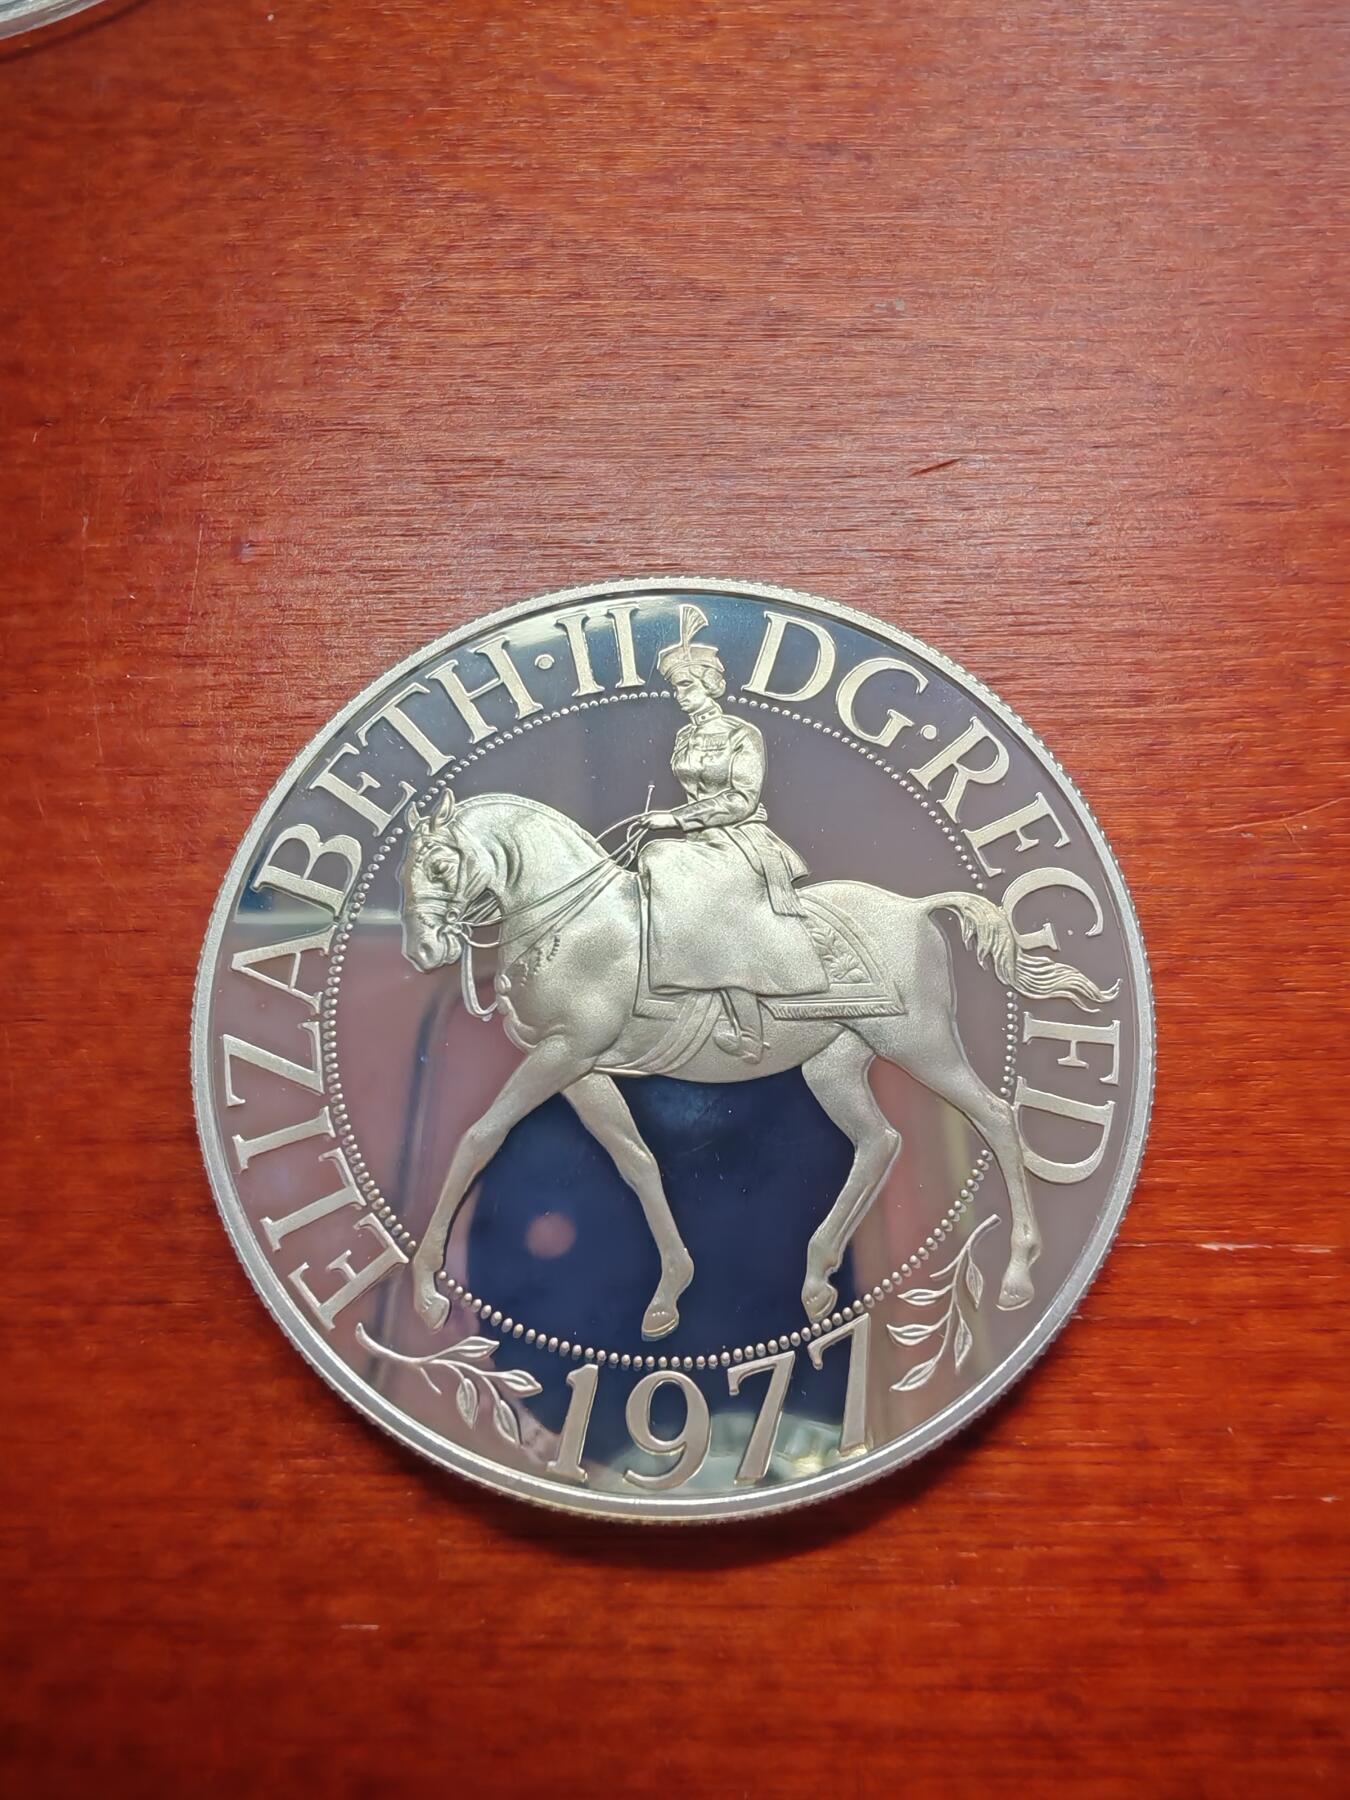 ELIZABETH·II DG·REG FD
1977